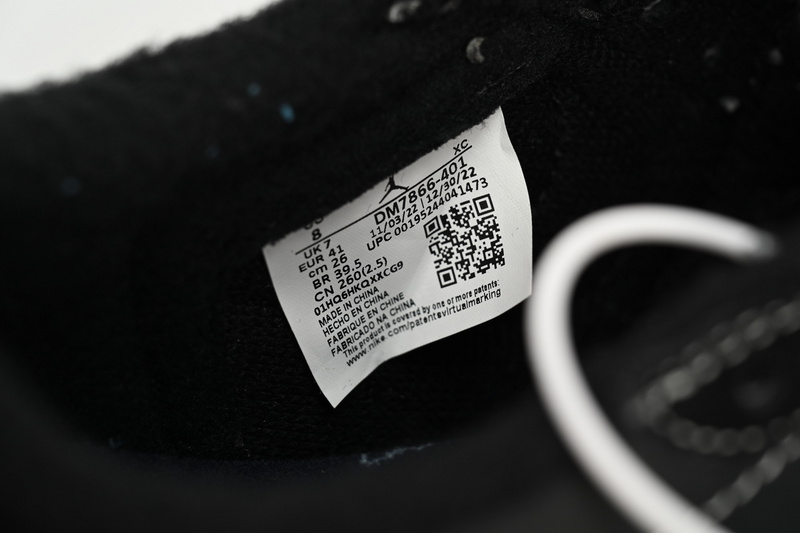 XC
8
DM7866-401
UK 7
11/03/22 | 12/30/22
EUR 41
UPC 00195244041473
cm 26
BR 39.5
CN 260(2.5)
01HQ6HKQXXCG9
MADE IN CHINA
HECHO EN CHINA
FABRIQUE EN CHINE
FABRICADO NA CHINA
This product is covered by one or more patents:
www.nike.com/patentsvirtualmarking